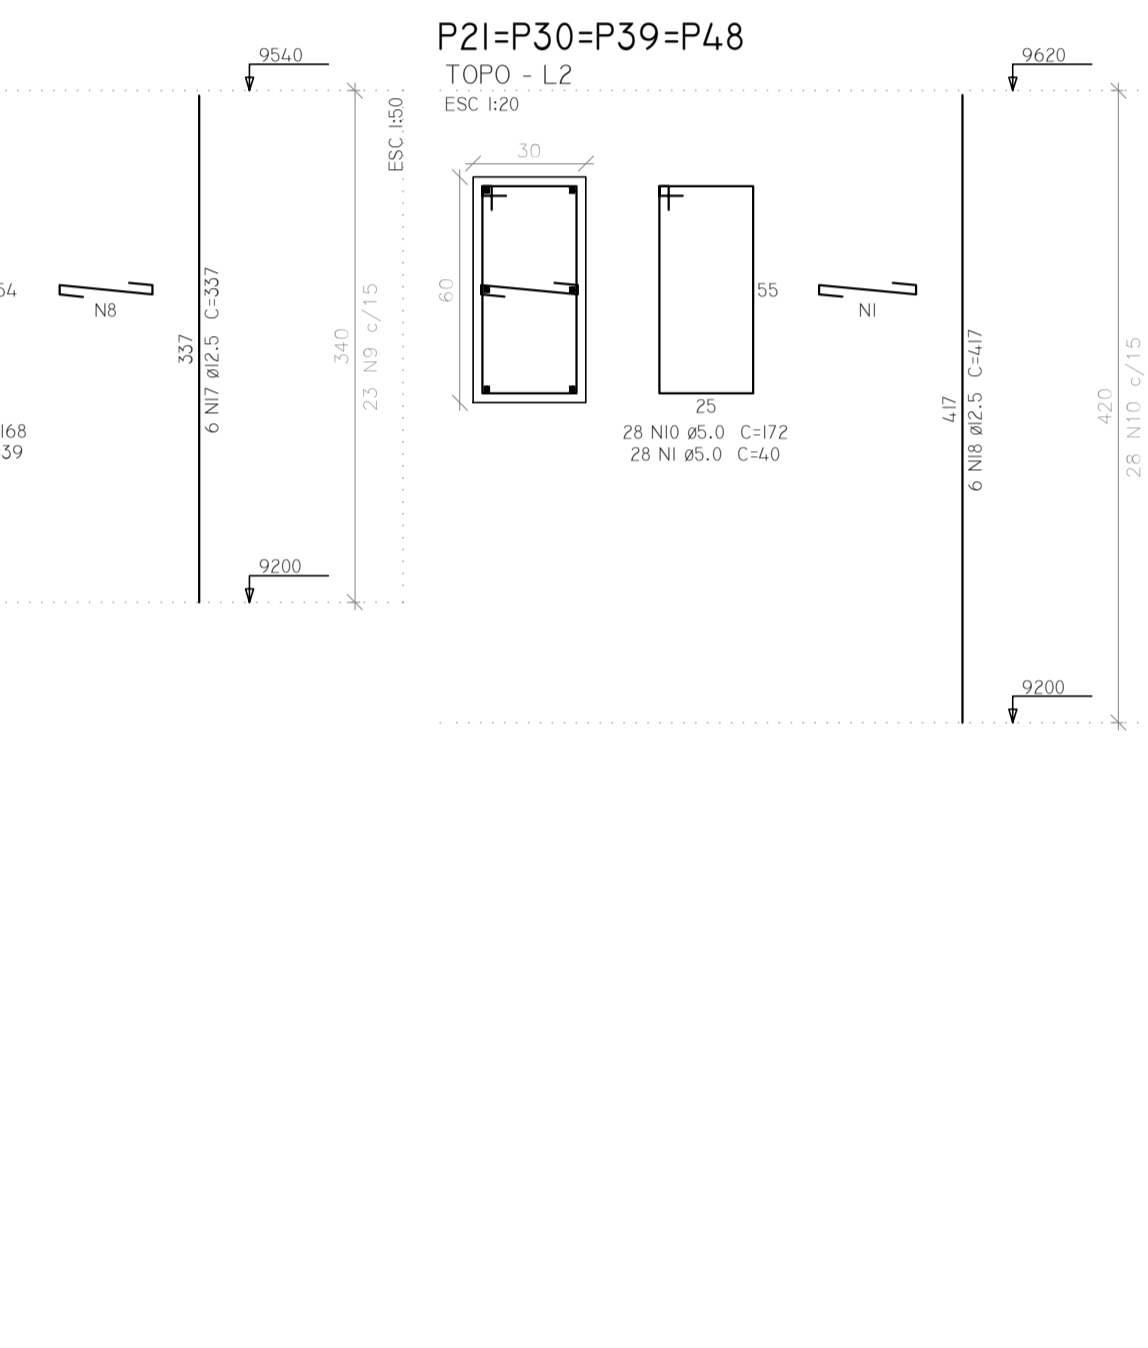 9540
ESC 1:50
54
N8
337
6 N17 ø12.5 C=337
340
23 N9 c/15
168
39
9200
P21=P30=P39=P48
TOPO - L2
ESC 1:20
30
60
55
25
28 N10 ø5.0 C=172
28 N1 ø5.0 C=40
N1
417
6 N18 ø12.5 C=417
9620
420
28 N10 c/15
9200